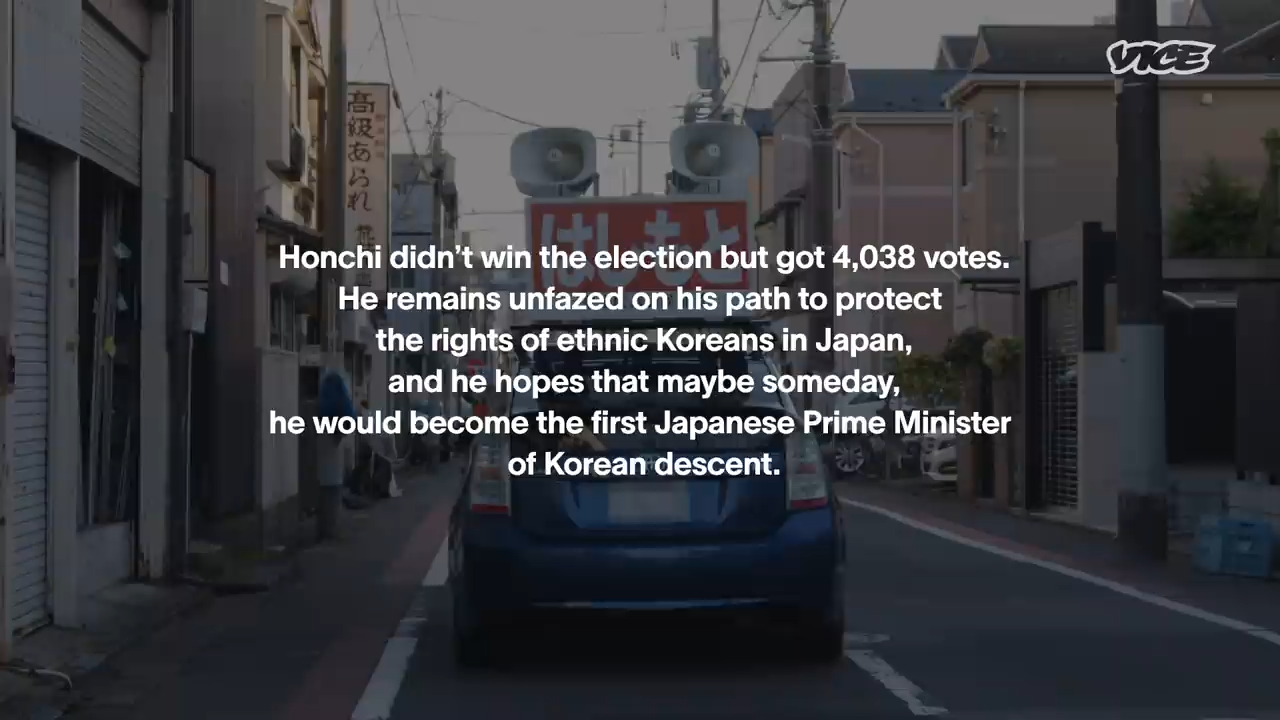 VICE
高級あられ
はしもと
Honchi didn’t win the election but got 4,038 votes.
He remains unfazed on his path to protect
the rights of ethnic Koreans in Japan,
and he hopes that maybe someday,
he would become the first Japanese Prime Minister
of Korean descent.